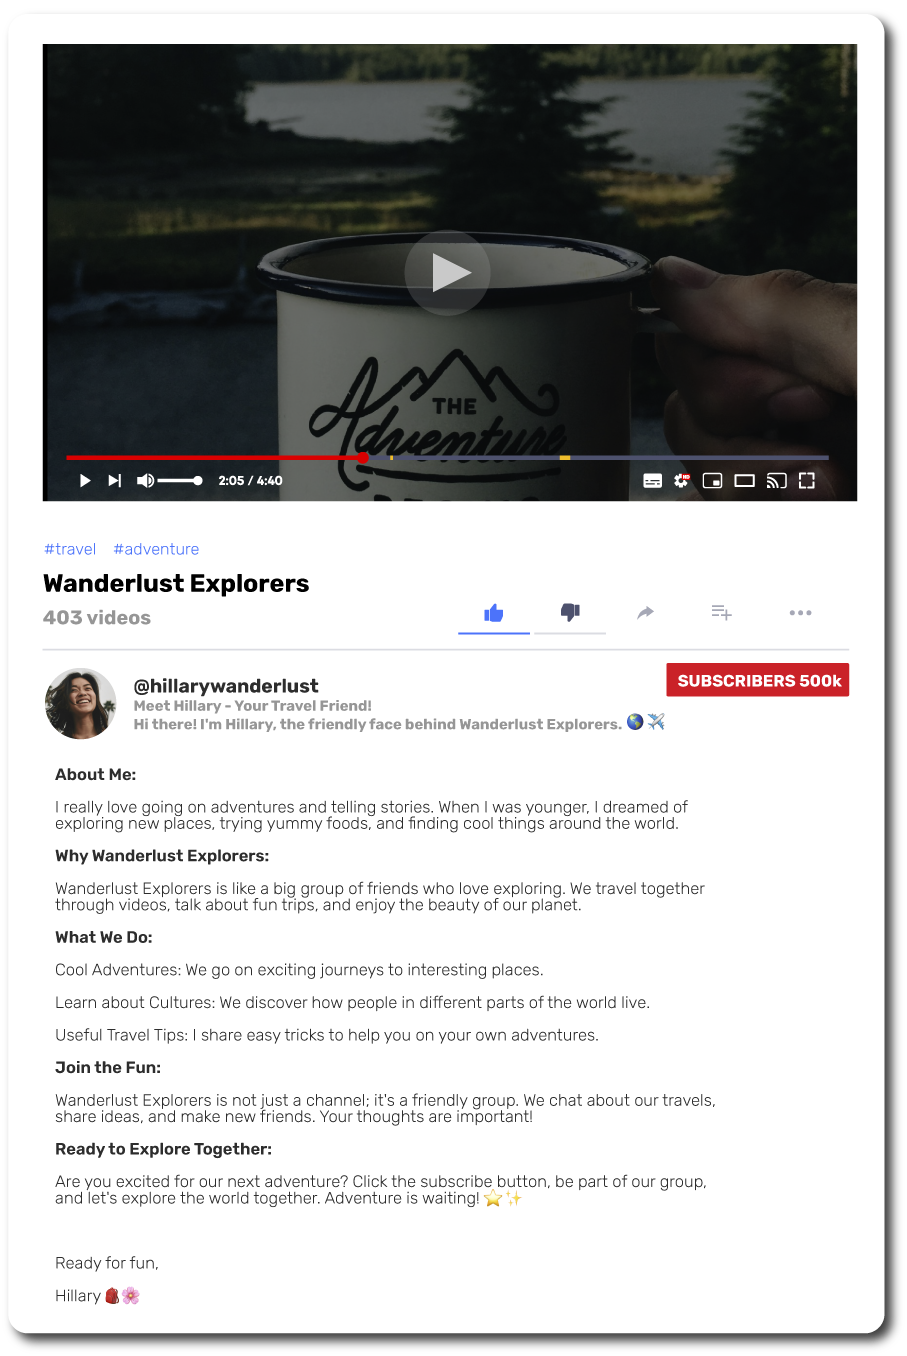 THE
Adventure
2:05 / 4:40
#travel #adventure
Wanderlust Explorers
403 videos
@hillarywanderlust
SUBSCRIBERS 500k
Meet Hillary - Your Travel Friend!
Hi there! I'm Hillary, the friendly face behind Wanderlust Explorers. 🌎✈️
About Me:
I really love going on adventures and telling stories. When I was younger, I dreamed of
exploring new places, trying yummy foods, and finding cool things around the world.
Why Wanderlust Explorers:
Wanderlust Explorers is like a big group of friends who love exploring. We travel together
through videos, talk about fun trips, and enjoy the beauty of our planet.
What We Do:
Cool Adventures: We go on exciting journeys to interesting places.
Learn about Cultures: We discover how people in different parts of the world live.
Useful Travel Tips: I share easy tricks to help you on your own adventures.
Join the Fun:
Wanderlust Explorers is not just a channel; it's a friendly group. We chat about our travels,
share ideas, and make new friends. Your thoughts are important!
Ready to Explore Together:
Are you excited for our next adventure? Click the subscribe button, be part of our group,
and let's explore the world together. Adventure is waiting! ⭐✨
Ready for fun,
Hillary 🎒🌸